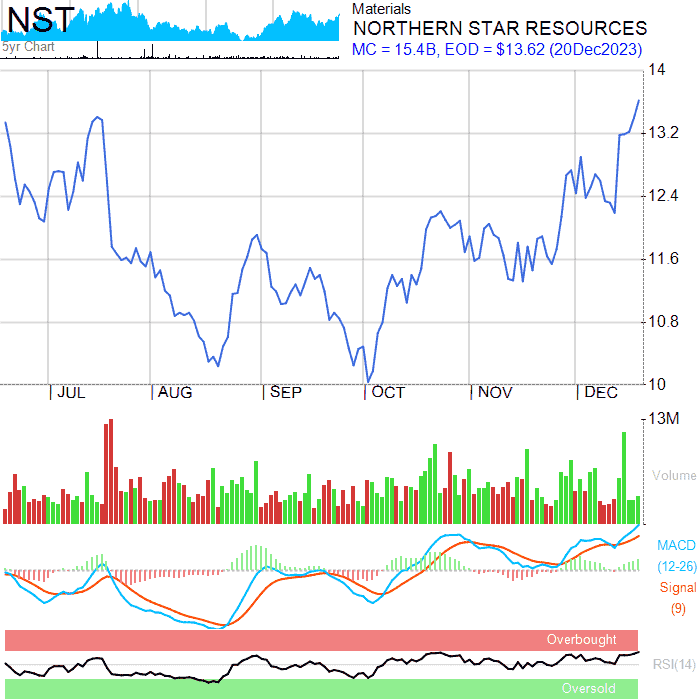 NST
5yr Chart
Materials
NORTHERN STAR RESOURCES
MC = 15.4B, EOD = $13.62 (20Dec2023)
14
13.2
12.4
11.6
10.8
10
JUL AUG SEP OCT NOV DEC
13M
Volume
MACD
(12-26)
Signal
(9)
Overbought
RSI(14)
Oversold